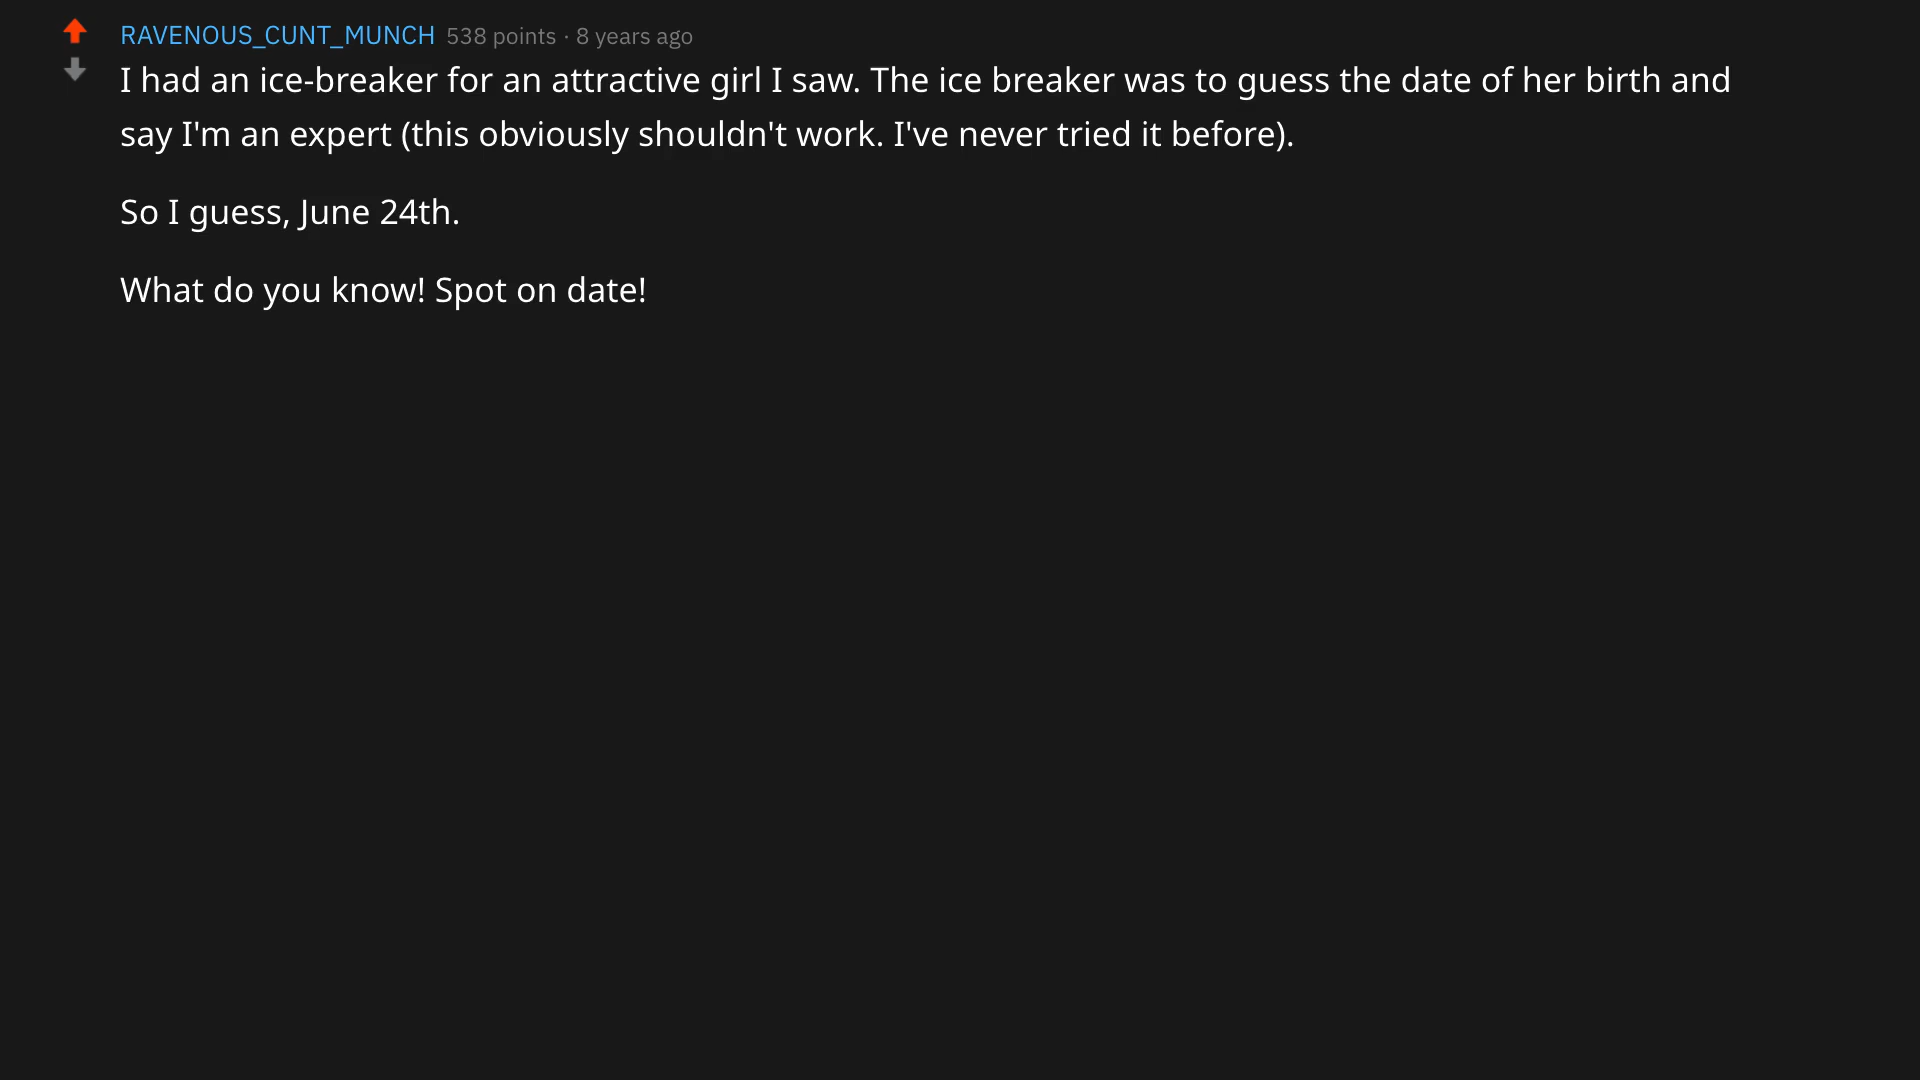 RAVENOUS_CUNT_MUNCH 538 points · 8 years ago
I had an ice-breaker for an attractive girl I saw. The ice breaker was to guess the date of her birth and
say I'm an expert (this obviously shouldn't work. I've never tried it before).
So I guess, June 24th.
What do you know! Spot on date!